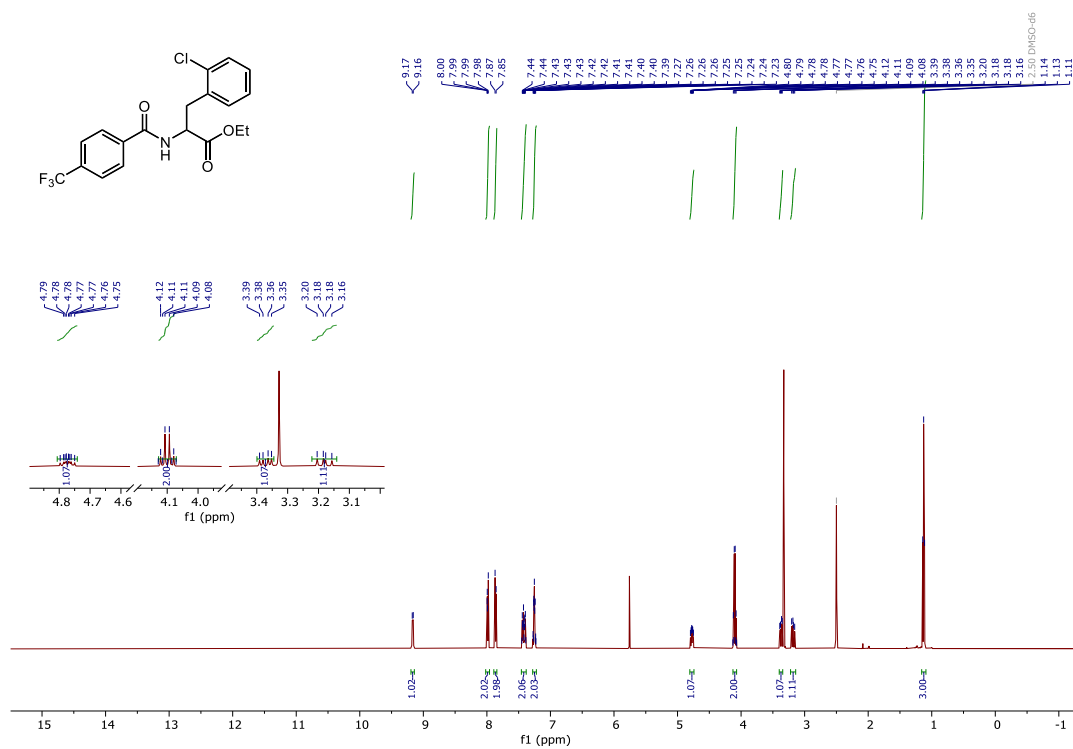 9.17 9.16 8.00 7.99 7.99 7.98 7.87 7.85 7.44 7.44 7.43 7.43 7.43 7.42 7.42 7.41 7.41 7.40 7.40 7.39 7.27 7.26 7.26 7.26 7.25 7.25 7.24 7.24 7.23 4.80 4.79 4.78 4.78 4.77 4.77 4.76 4.75 4.12 4.11 4.11 4.09 4.08 3.39 3.38 3.36 3.35 3.20 3.18 3.18 3.16 2.50 DMSO-d6 1.14 1.13 1.11
Cl
O
OEt
N
H
O
F3C
4.79 4.78 4.78 4.77 4.77 4.76 4.75 4.12 4.11 4.11 4.09 4.08 3.39 3.38 3.36 3.35 3.20 3.18 3.18 3.16
1.07 2.00 1.07 1.11
4.8 4.7 4.6 4.1 4.0 3.4 3.3 3.2 3.1
f1 (ppm)
1.02 2.02 1.98 2.06 2.03 1.07 2.00 1.07 1.11 3.00
15 14 13 12 11 10 9 8 7 6 5 4 3 2 1 0 -1
f1 (ppm)